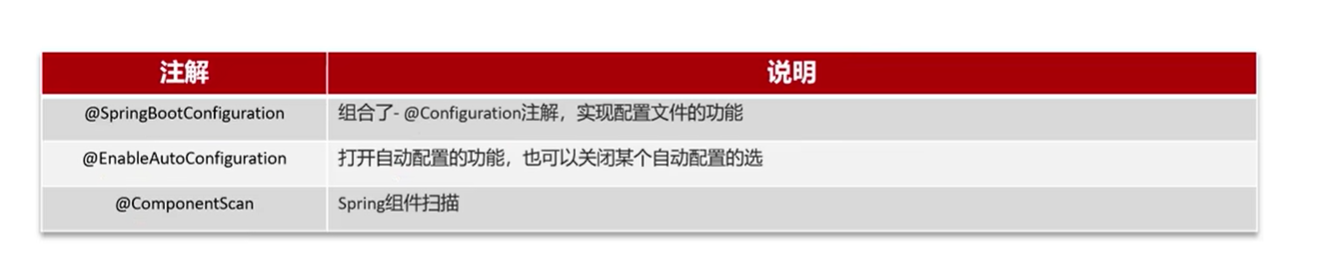 注解 说明
@SpringBootConfiguration 组合了- @Configuration注解，实现配置文件的功能
@EnableAutoConfiguration 打开自动配置的功能，也可以关闭某个自动配置的选
@ComponentScan Spring组件扫描